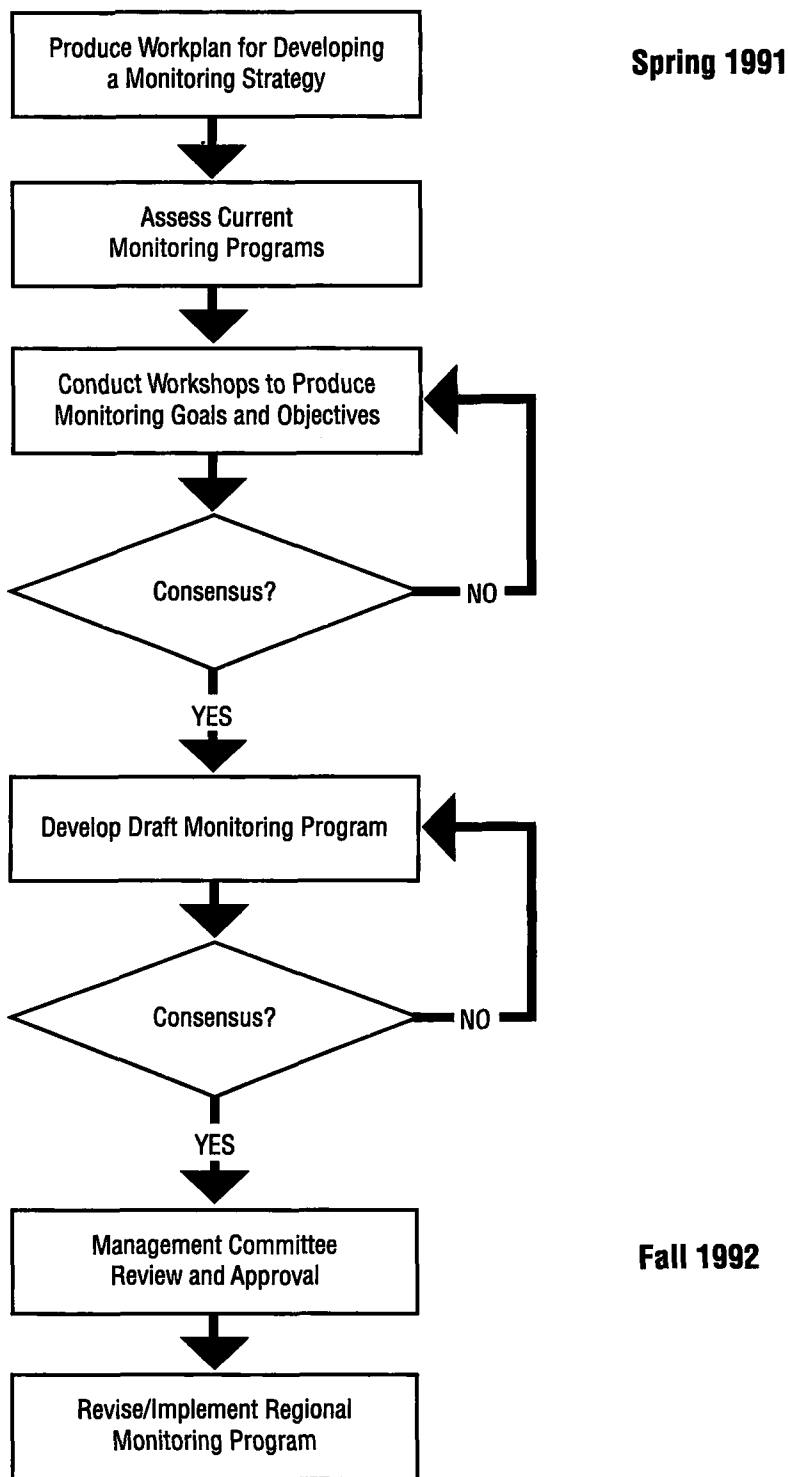 Produce Workplan for Developing
a Monitoring Strategy
Spring 1991
Assess Current
Monitoring Programs
Conduct Workshops to Produce
Monitoring Goals and Objectives
Consensus?
NO
YES
Develop Draft Monitoring Program
Consensus?
NO
YES
Management Committee
Review and Approval
Fall 1992
Revise/Implement Regional
Monitoring Program